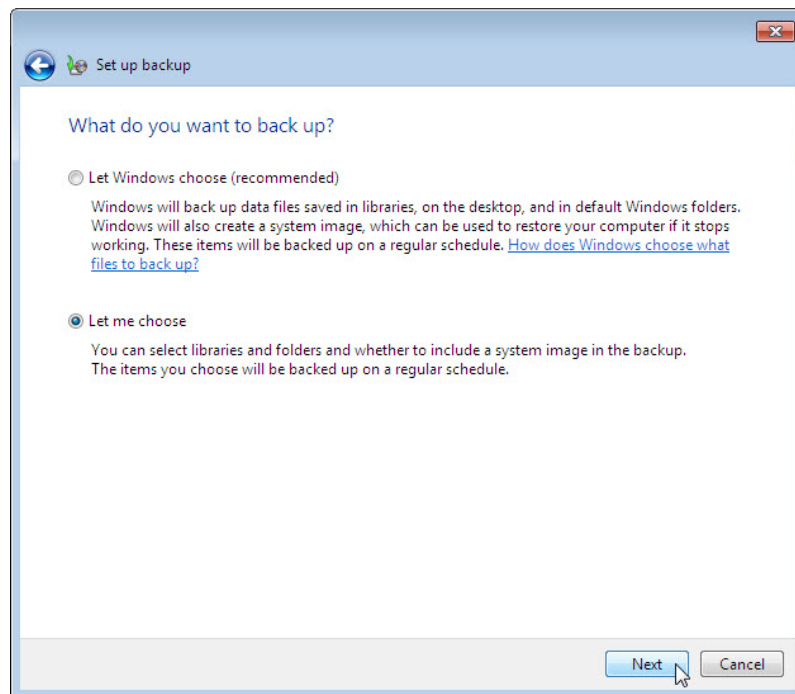 Set up backup
What do you want to back up?
Let Windows choose (recommended)
Windows will back up data files saved in libraries, on the desktop, and in default Windows folders.
Windows will also create a system image, which can be used to restore your computer if it stops
working. These items will be backed up on a regular schedule. How does Windows choose what
files to back up?
Let me choose
You can select libraries and folders and whether to include a system image in the backup.
The items you choose will be backed up on a regular schedule.
Next Cancel